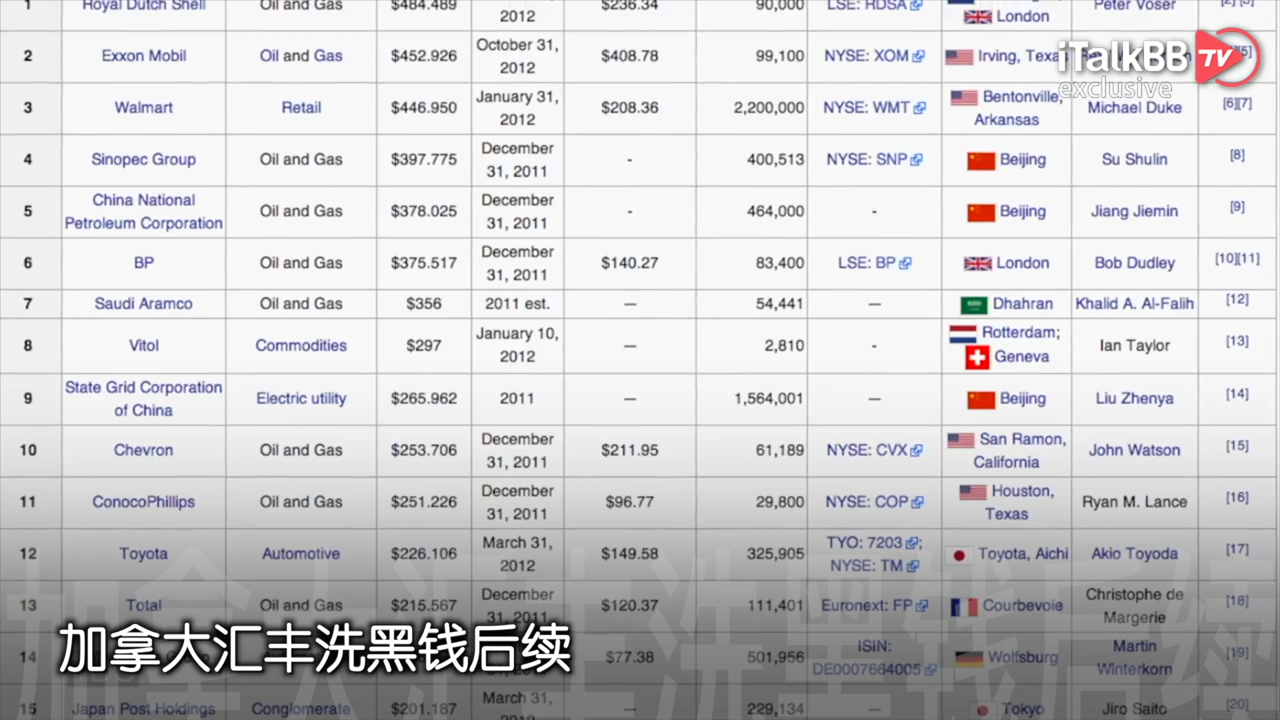 1 Royal Dutch Shell Oil and Gas $484.489 2012 $236.34 90,000 LSE: RDSA London Peter Voser
iTalkBB TV
exclusive
2 Exxon Mobil Oil and Gas $452.926 October 31, 2012 $408.78 99,100 NYSE: XOM Irving, Texas
3 Walmart Retail $446.950 January 31, 2012 $208.36 2,200,000 NYSE: WMT Bentonville, Arkansas Michael Duke [6][7]
4 Sinopec Group Oil and Gas $397.775 December 31, 2011 - 400,513 NYSE: SNP Beijing Su Shulin [8]
5 China National Petroleum Corporation Oil and Gas $378.025 December 31, 2011 - 464,000 - Beijing Jiang Jiemin [9]
6 BP Oil and Gas $375.517 December 31, 2011 $140.27 83,400 LSE: BP London Bob Dudley [10][11]
7 Saudi Aramco Oil and Gas $356 2011 est. — 54,441 — Dhahran Khalid A. Al-Falih [12]
8 Vitol Commodities $297 January 10, 2012 — 2,810 - Rotterdam; Geneva Ian Taylor [13]
9 State Grid Corporation of China Electric utility $265.962 2011 — 1,564,001 — Beijing Liu Zhenya [14]
10 Chevron Oil and Gas $253.706 December 31, 2011 $211.95 61,189 NYSE: CVX San Ramon, California John Watson [15]
11 ConocoPhillips Oil and Gas $251.226 December 31, 2011 $96.77 29,800 NYSE: COP Houston, Texas Ryan M. Lance [16]
12 Toyota Automotive $226.106 March 31, 2012 $149.58 325,905 TYO: 7203; NYSE: TM Toyota, Aichi Akio Toyoda [17]
13 Total Oil and Gas $215.567 December 31, 2011 $120.37 111,401 Euronext: FP Courbevoie Christophe de Margerie [18]
14 $77.38 501,956 ISIN: DE0007664005 Wolfsburg Martin Winterkorn [19]
加拿大汇丰洗黑钱后续
15 Japan Post Holdings Conglomerate $201.187 March 31, — 229,134 — Tokyo Jiro Saito [20]